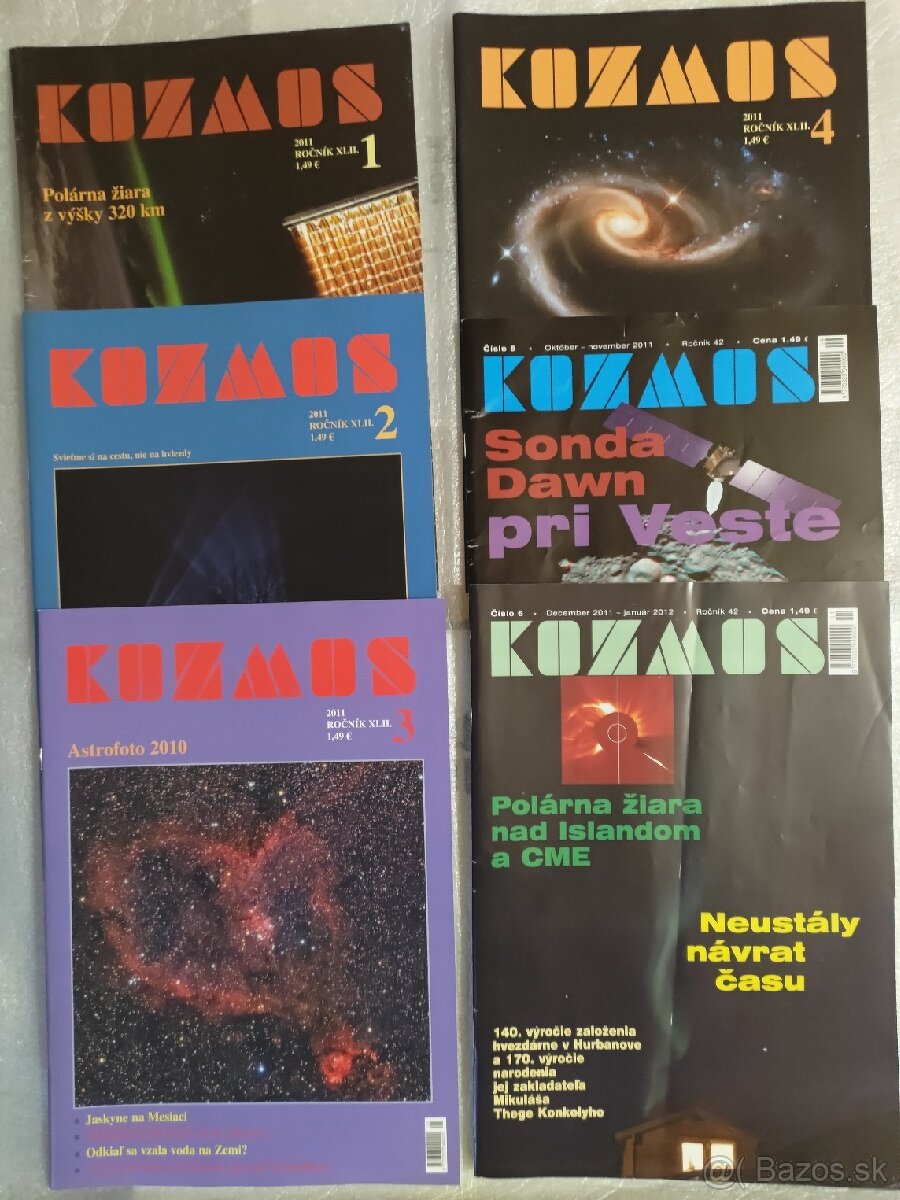 KOZMOS
2011
ROČNÍK XLII.
1,49 €
1
Polárna žiara
z výšky 320 km
KOZMOS
2011
ROČNÍK XLII.
1,49 €
2
Svieťme si na cestu, nie na hviezdy
KOZMOS
2011
ROČNÍK XLII.
1,49 €
3
Astrofoto 2010
Jaskyne na Mesiaci
Odkiaľ sa vzala voda na Zemi?
KOZMOS
2011
ROČNÍK XLII.
1,49 €
4
Číslo 5 • Október – november 2011 • Ročník 42 • Cena 1.49 €
KOZMOS
Sonda
Dawn
pri Veste
Číslo 6 • December 2011 – január 2012 • Ročník 42 • Cena 1,49 €
KOZMOS
Polárna žiara
nad Islandom
a CME
Neustály
návrat
času
140. výročie založenia
hvezdárne v Hurbanove
a 170. výročie
narodenia
jej zakladateľa
Mikuláša
Thege Konkolyho
Bazos.sk